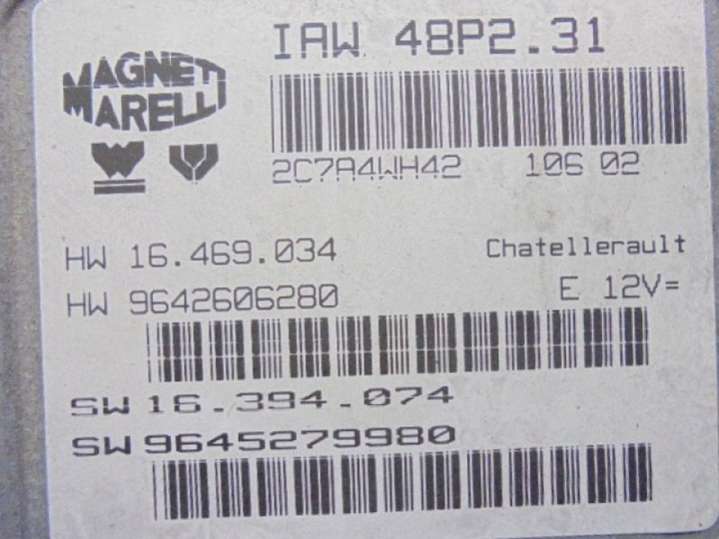 IAW 48P2.31
MAGNETI
MARELLI
2C7A4WH42 106 02
HW 16.469.034 Chatellerault
HW 9642606280 E 12V=
SW 16.394.074
SW 9645279980